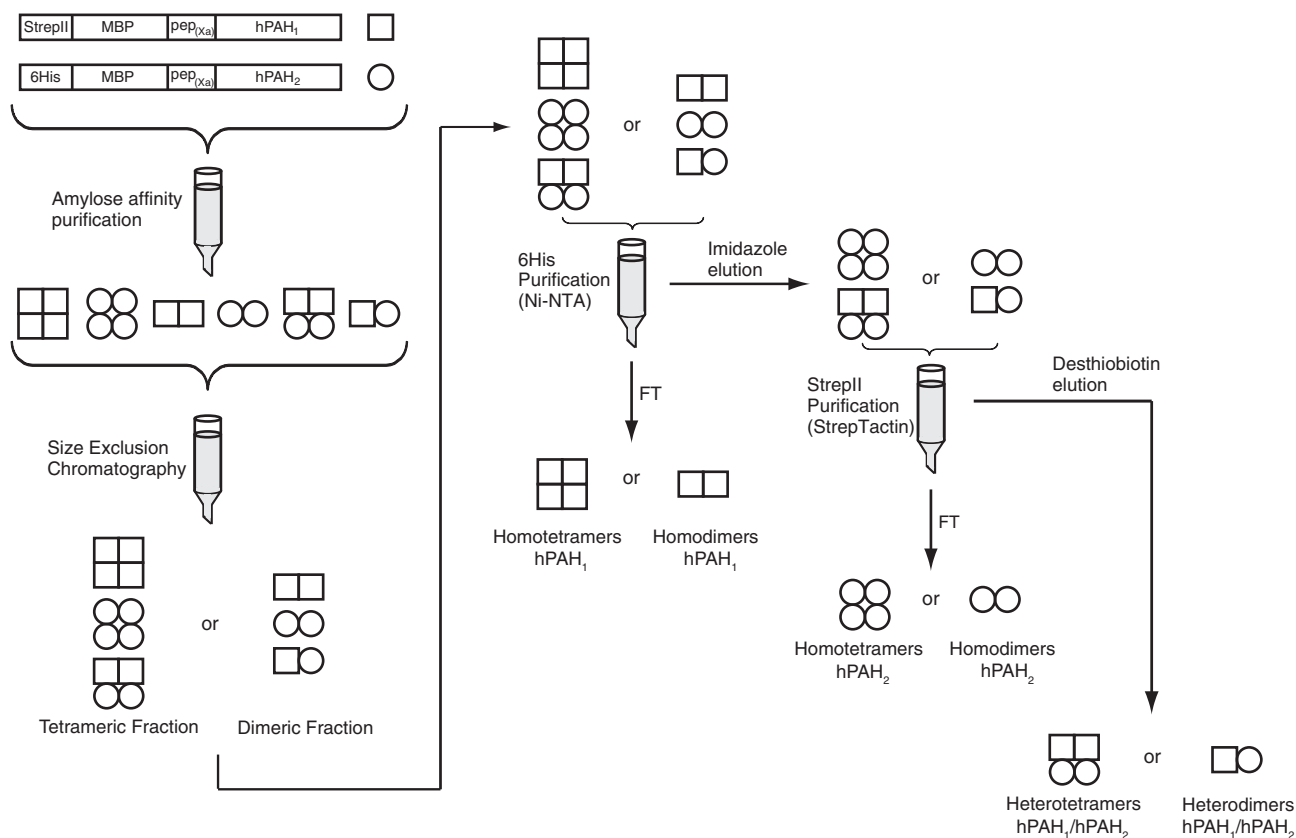 StrepII MBP pep(Xa) hPAH1
6His MBP pep(Xa) hPAH2
Amylose affinity
purification
Size Exclusion
Chromatography
or
Tetrameric Fraction
Dimeric Fraction
or
6His
Purification
(Ni-NTA)
Imidazole
elution
FT
or
Homotetramers
hPAH1
Homodimers
hPAH1
or
StrepII
Purification
(StrepTactin)
Desthiobiotin
elution
FT
or
Homotetramers
hPAH2
Homodimers
hPAH2
or
Heterotetramers
hPAH1/hPAH2
Heterodimers
hPAH1/hPAH2